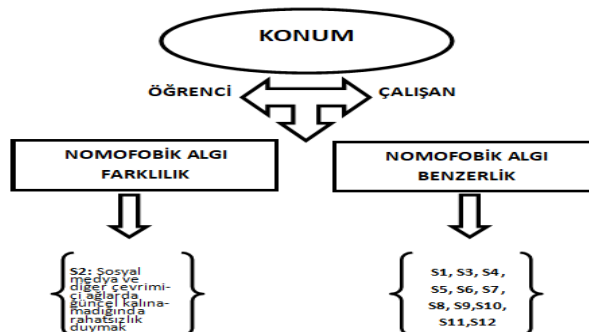 KONUM
ÖĞRENCİ
ÇALIŞAN
NOMOFOBİK ALGI
FARKLILIK
NOMOFOBİK ALGI
BENZERLİK
S2: Sosyal
medya ve
diğer çevrimi-
çi ağlarda
güncel kalına-
madığında
rahatsızlık
duymak
S1, S3, S4,
S5, S6, S7,
S8, S9,S10,
S11,S12